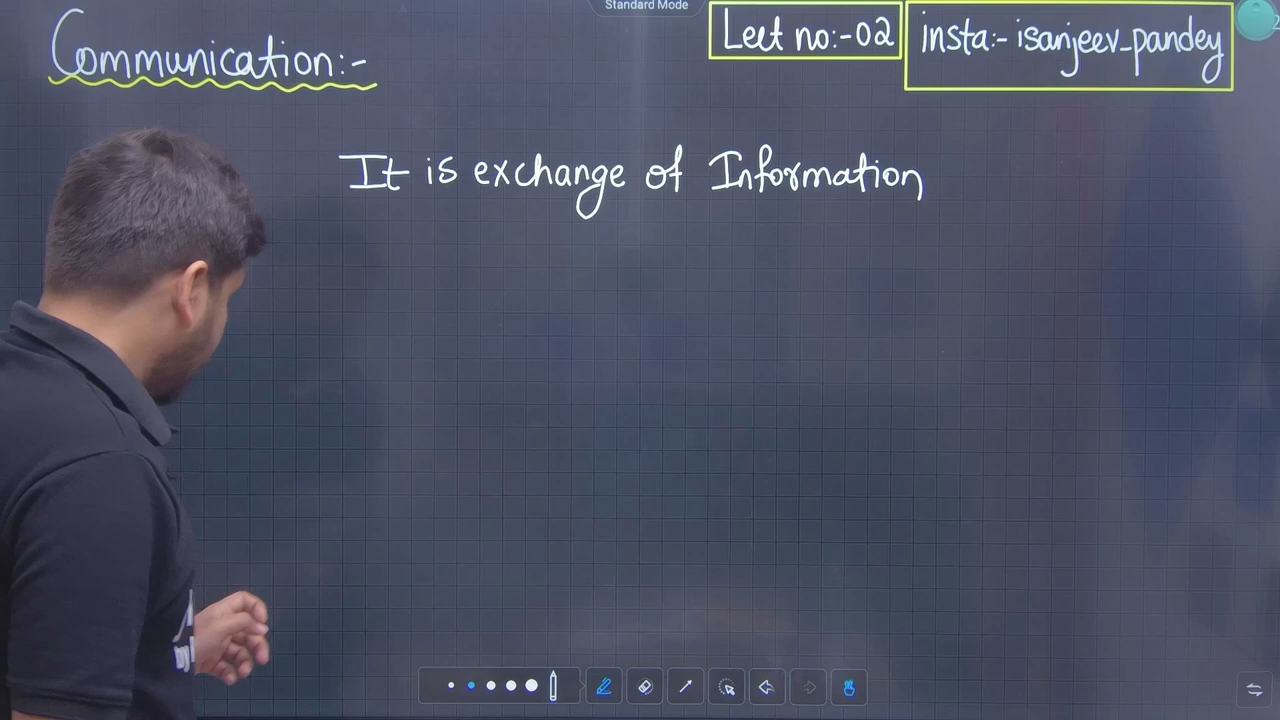 Standard Mode
Communication:-
Lect no:-02
insta:- isanjeev_pandey
It is exchange of Information